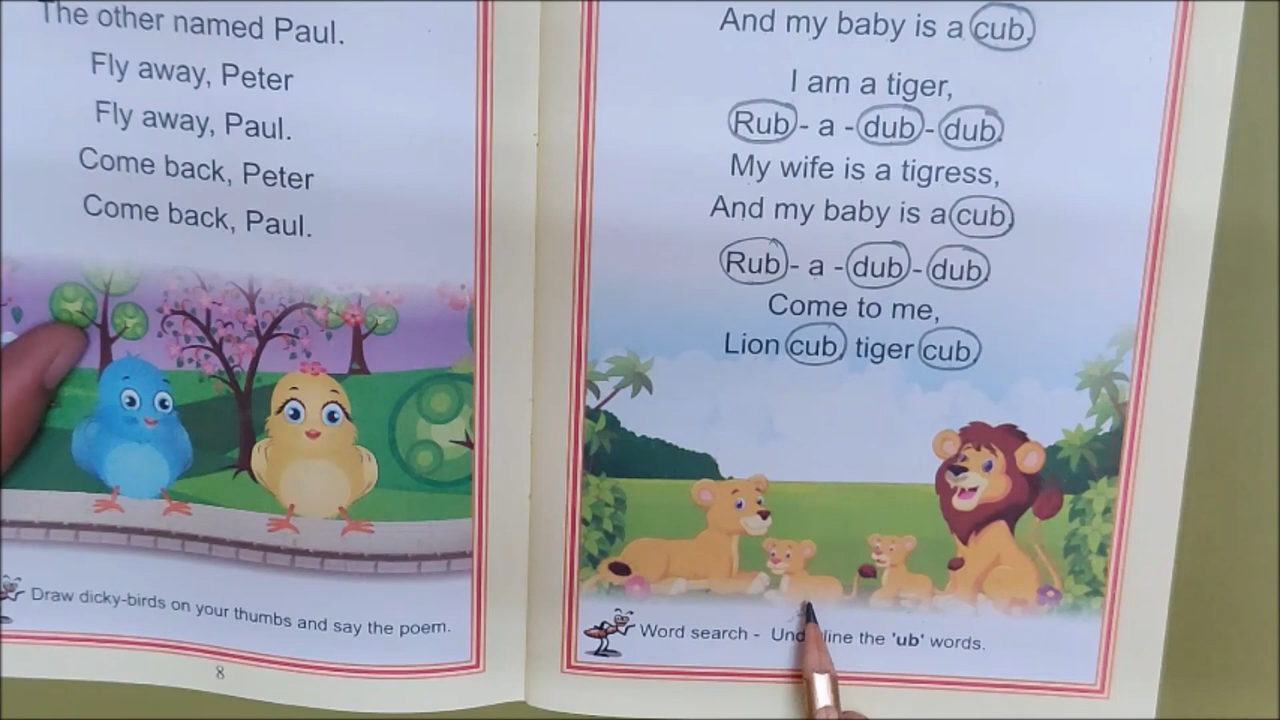 The other named Paul.
Fly away, Peter
Fly away, Paul.
Come back, Peter
Come back, Paul.
Draw dicky-birds on your thumbs and say the poem.
8
And my baby is a cub,
I am a tiger,
Rub - a - dub - dub.
My wife is a tigress,
And my baby is a cub,
Rub - a - dub - dub.
Come to me,
Lion cub, tiger cub,
Word search - Underline the 'ub' words.